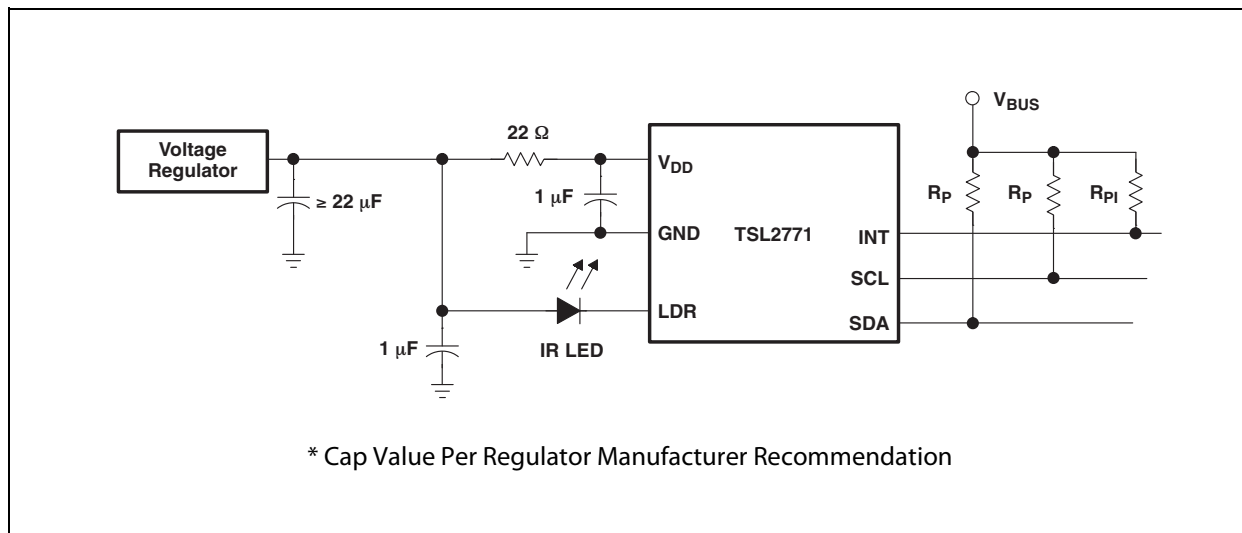 V_BUS
Voltage
Regulator
22 Ω
≥ 22 μF
1 μF
V_DD
GND
LDR
TSL2771
INT
SCL
SDA
R_P
R_P
R_PI
1 μF
IR LED
* Cap Value Per Regulator Manufacturer Recommendation